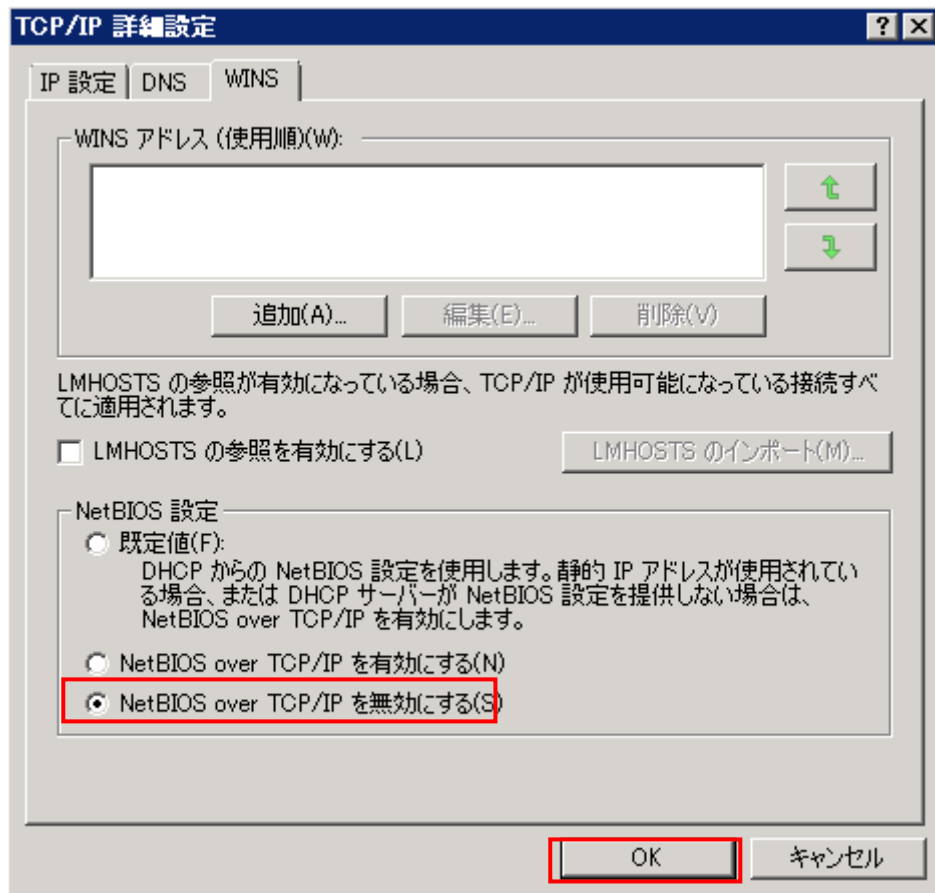 TCP/IP 詳細設定
IP 設定 DNS WINS
WINS アドレス (使用順)(W):
追加(A)... 編集(E)... 削除(V)
LMHOSTS の参照が有効になっている場合、TCP/IP が使用可能になっている接続すべ
てに適用されます。
LMHOSTS の参照を有効にする(L) LMHOSTS のインポート(M)...
NetBIOS 設定
既定値(F):
DHCP からの NetBIOS 設定を使用します。静的 IP アドレスが使用されてい
る場合、または DHCP サーバーが NetBIOS 設定を提供しない場合は、
NetBIOS over TCP/IP を有効にします。
NetBIOS over TCP/IP を有効にする(N)
NetBIOS over TCP/IP を無効にする(S)
OK キャンセル